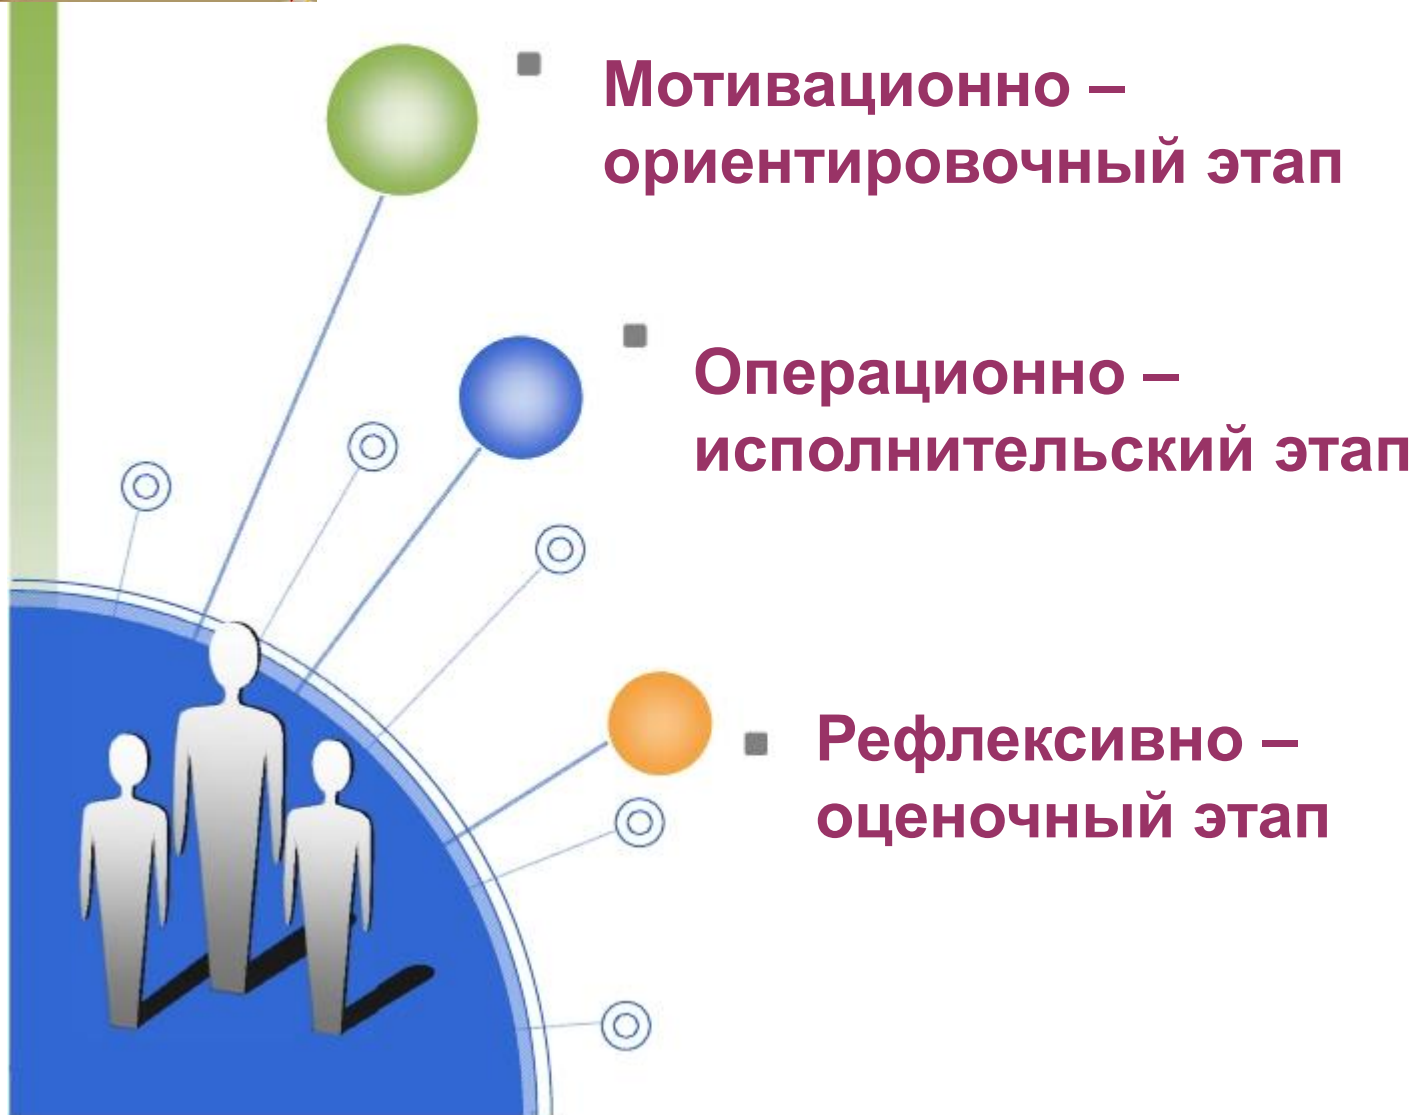 Мотивационно –
ориентировочный этап
Операционно –
исполнительский этап
Рефлексивно –
оценочный этап